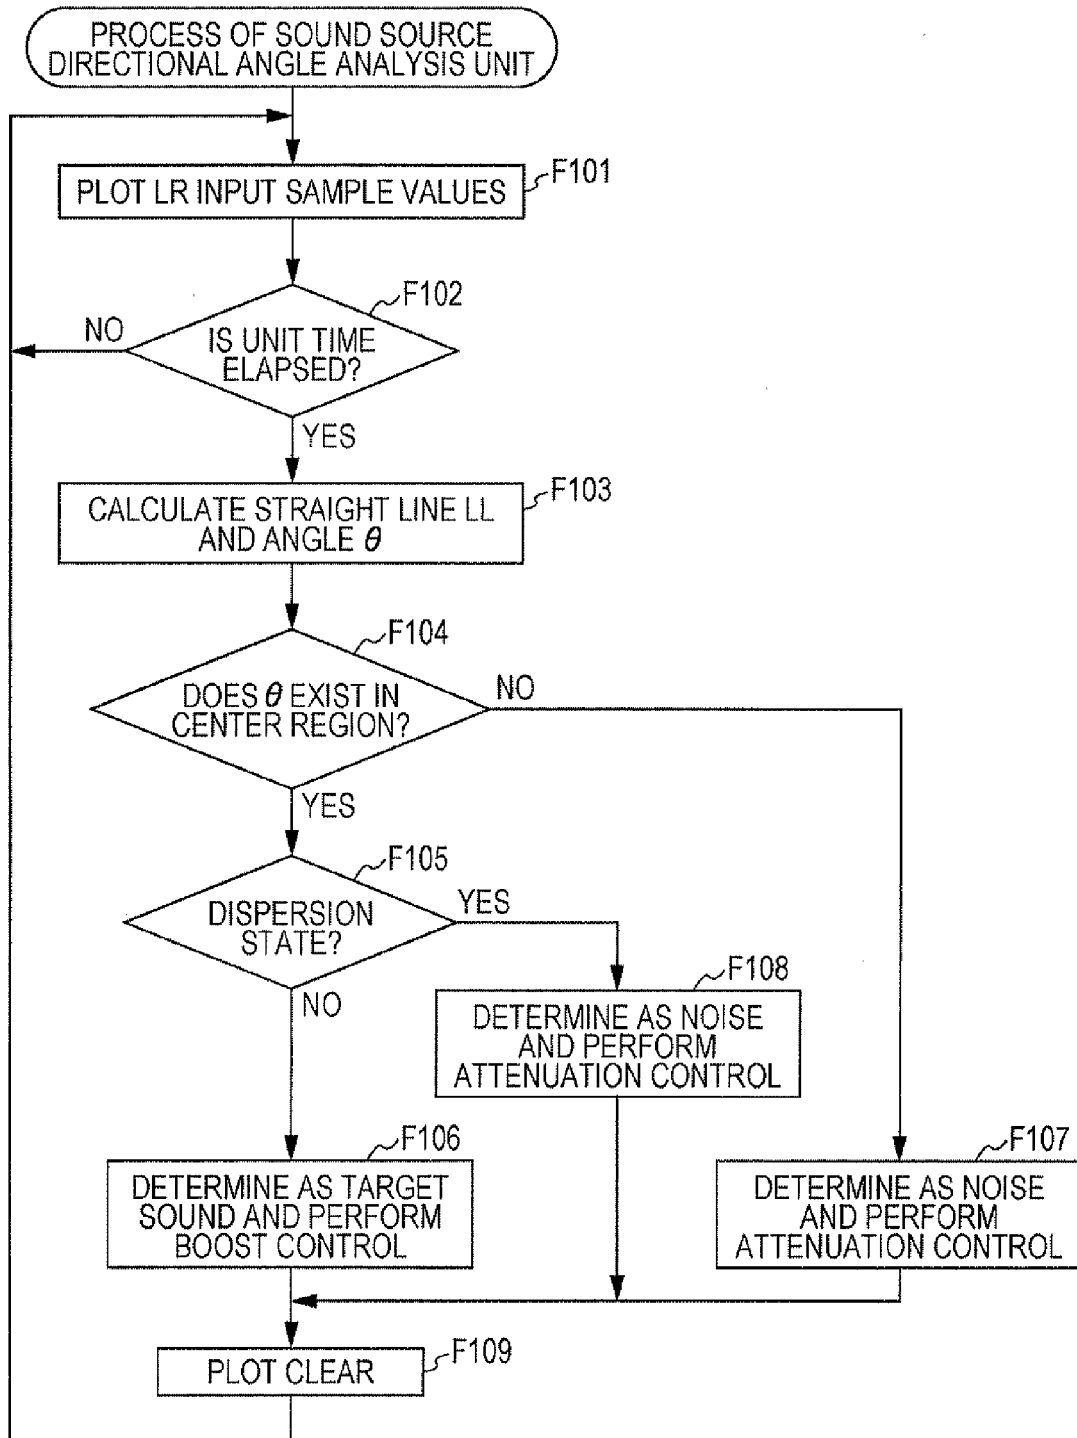 PROCESS OF SOUND SOURCE
DIRECTIONAL ANGLE ANALYSIS UNIT
F101
PLOT LR INPUT SAMPLE VALUES
F102
NO
IS UNIT TIME
ELAPSED?
YES
F103
CALCULATE STRAIGHT LINE LL
AND ANGLE θ
F104
NO
DOES θ EXIST IN
CENTER REGION?
YES
F105
YES
DISPERSION
STATE?
NO
F108
DETERMINE AS NOISE
AND PERFORM
ATTENUATION CONTROL
F106
DETERMINE AS TARGET
SOUND AND PERFORM
BOOST CONTROL
F107
DETERMINE AS NOISE
AND PERFORM
ATTENUATION CONTROL
F109
PLOT CLEAR